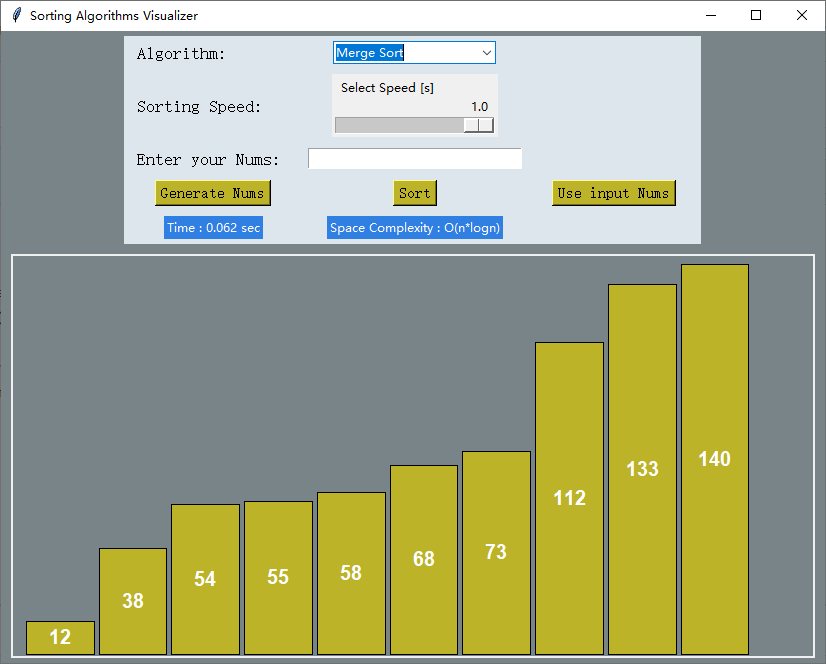 Sorting Algorithms Visualizer
Algorithm: Merge Sort
Select Speed [s]
1.0
Sorting Speed:
Enter your Nums:
Generate Nums Sort Use input Nums
Time : 0.062 sec Space Complexity : O(n*logn)
12 38 54 55 58 68 73 112 133 140